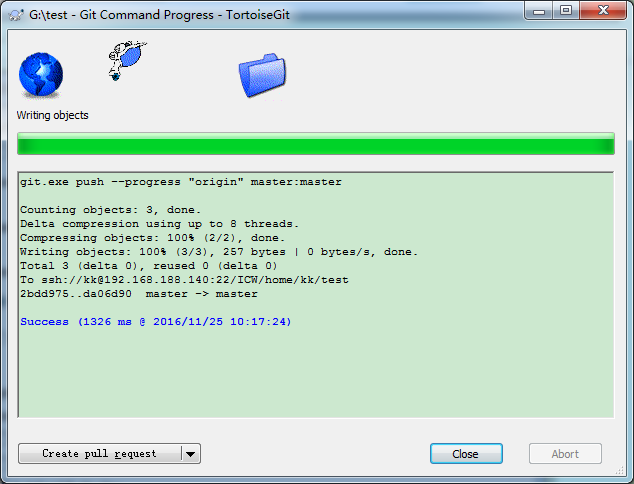 G:\test - Git Command Progress - TortoiseGit
Writing objects
git.exe push --progress "origin" master:master
Counting objects: 3, done.
Delta compression using up to 8 threads.
Compressing objects: 100% (2/2), done.
Writing objects: 100% (3/3), 257 bytes | 0 bytes/s, done.
Total 3 (delta 0), reused 0 (delta 0)
To ssh://kk@192.168.188.140:22/ICW/home/kk/test
2bdd975..da06d90  master -> master
Success (1326 ms @ 2016/11/25 10:17:24)
Create pull request
Close
Abort